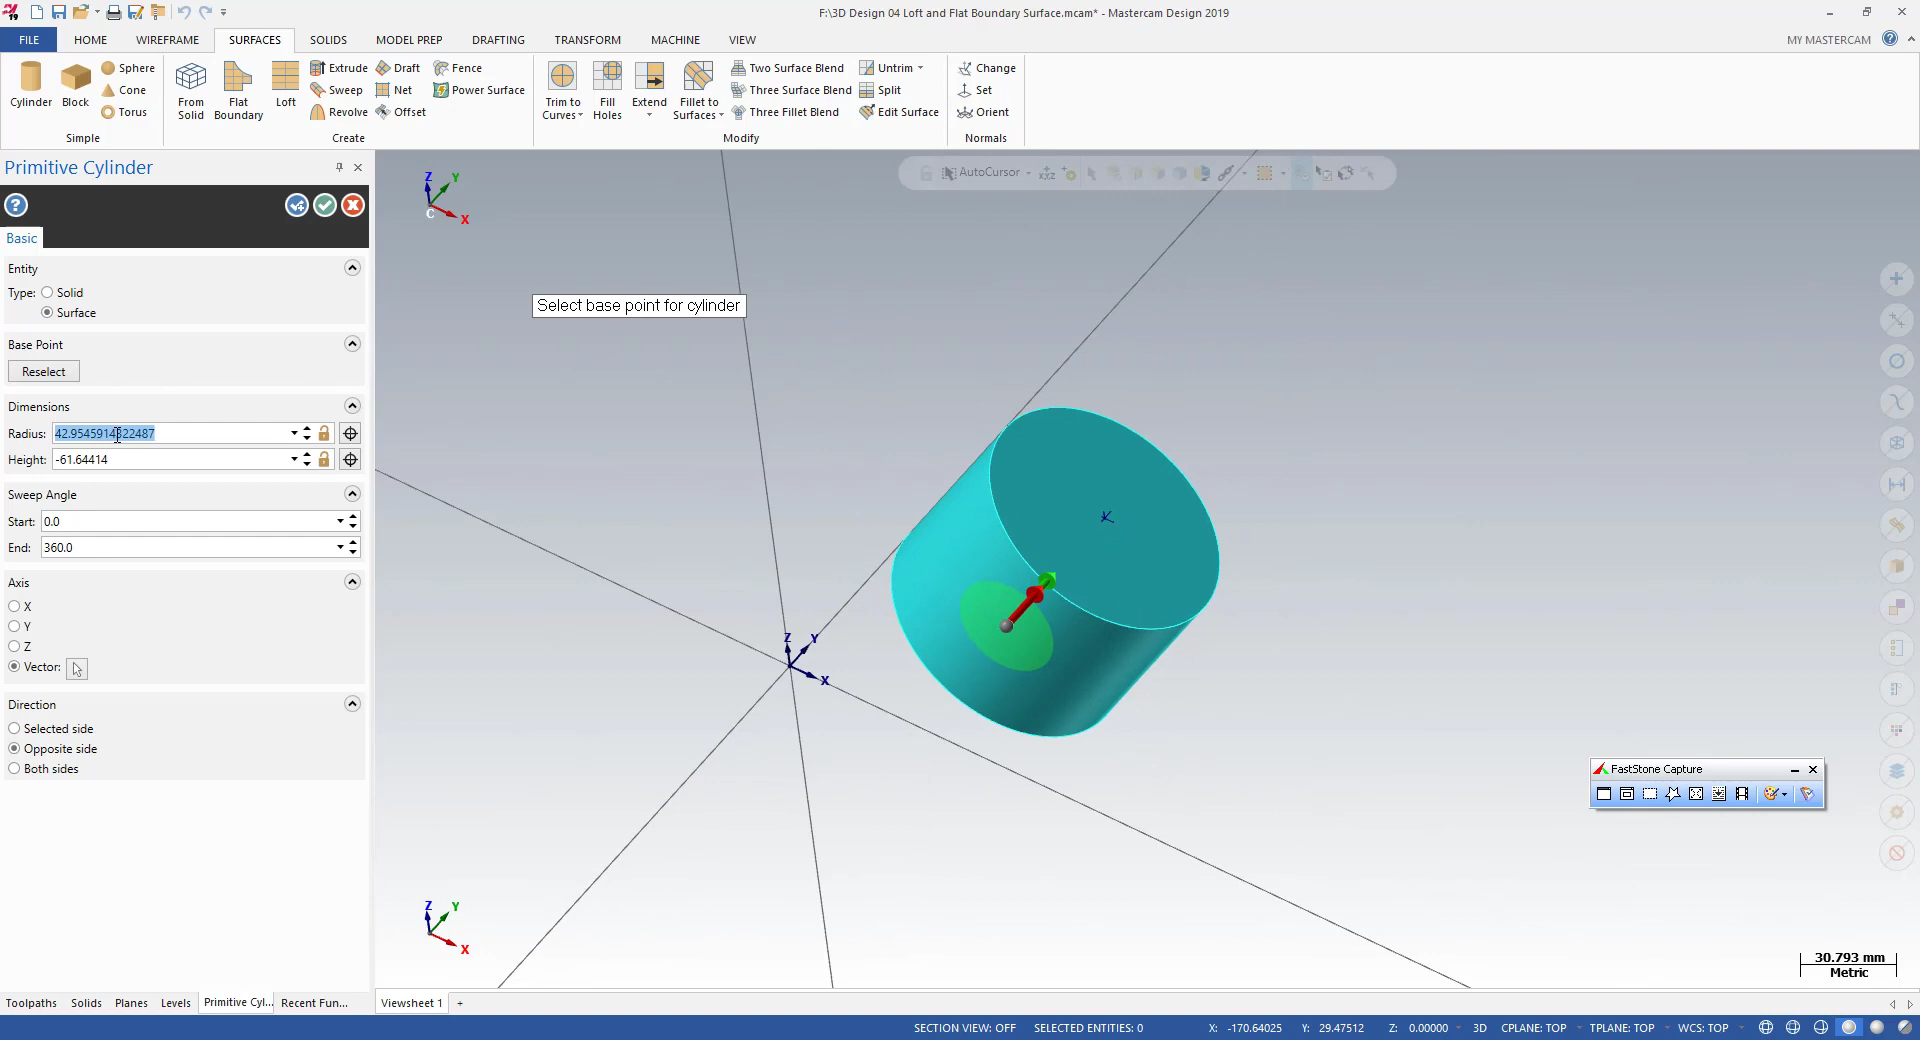 F:\3D Design 04 Loft and Flat Boundary Surface.mcam* - Mastercam Design 2019
FILE HOME WIREFRAME SURFACES SOLIDS MODEL PREP DRAFTING TRANSFORM MACHINE VIEW MY MASTERCAM
Cylinder Block Sphere Cone Torus
Simple
From Solid Flat Boundary Loft Extrude Sweep Revolve Draft Net Offset Fence Power Surface
Create
Trim to Curves Fill Holes Extend Fillet to Surfaces Two Surface Blend Three Surface Blend Three Fillet Blend Untrim Split Edit Surface
Modify
Change Set Orient
Normals
Primitive Cylinder
Basic
Entity
Type: Solid
Surface
Base Point
Reselect
Dimensions
Radius: 42.9545914322487
Height: -61.64414
Sweep Angle
Start: 0.0
End: 360.0
Axis
X
Y
Z
Vector:
Direction
Selected side
Opposite side
Both sides
AutoCursor
Z Y
C X
Select base point for cylinder
Z Y
X
FastStone Capture
Z Y
X
30.793 mm
Metric
Toolpaths Solids Planes Levels Primitive Cyl... Recent Fun... Viewsheet 1 +
SECTION VIEW: OFF SELECTED ENTITIES: 0 X: -170.64025 Y: 29.47512 Z: 0.00000 3D CPLANE: TOP TPLANE: TOP WCS: TOP